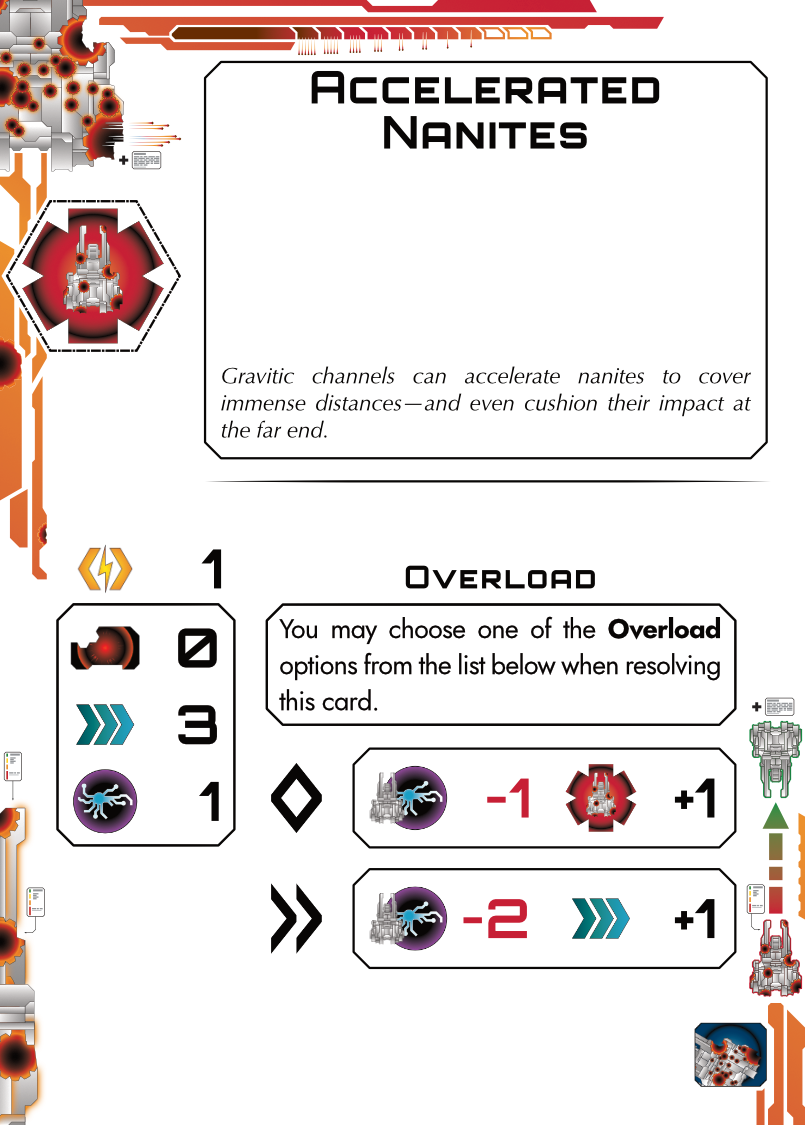 ACCELERATED
NANITES
Gravitic channels can accelerate nanites to cover
immense distances—and even cushion their impact at
the far end.
1
OVERLOAD
0
3
1
You may choose one of the Overload
options from the list below when resolving
this card.
-1 +1
-2 +1